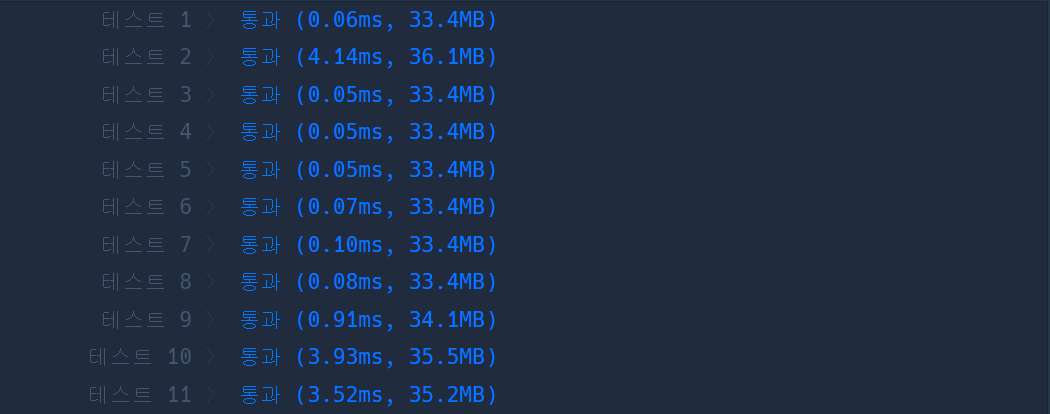 테스트 1 〉 통과 (0.06ms, 33.4MB)
테스트 2 〉 통과 (4.14ms, 36.1MB)
테스트 3 〉 통과 (0.05ms, 33.4MB)
테스트 4 〉 통과 (0.05ms, 33.4MB)
테스트 5 〉 통과 (0.05ms, 33.4MB)
테스트 6 〉 통과 (0.07ms, 33.4MB)
테스트 7 〉 통과 (0.10ms, 33.4MB)
테스트 8 〉 통과 (0.08ms, 33.4MB)
테스트 9 〉 통과 (0.91ms, 34.1MB)
테스트 10 〉 통과 (3.93ms, 35.5MB)
테스트 11 〉 통과 (3.52ms, 35.2MB)